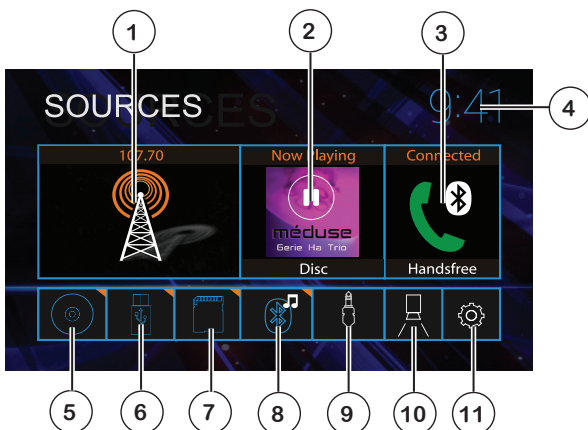 1
2
3
4
SOURCES
9:41
107.70
Now Playing
Connected
méduse
Gerie Ha Trio
Disc
Handsfree
5
6
7
8
9
10
11